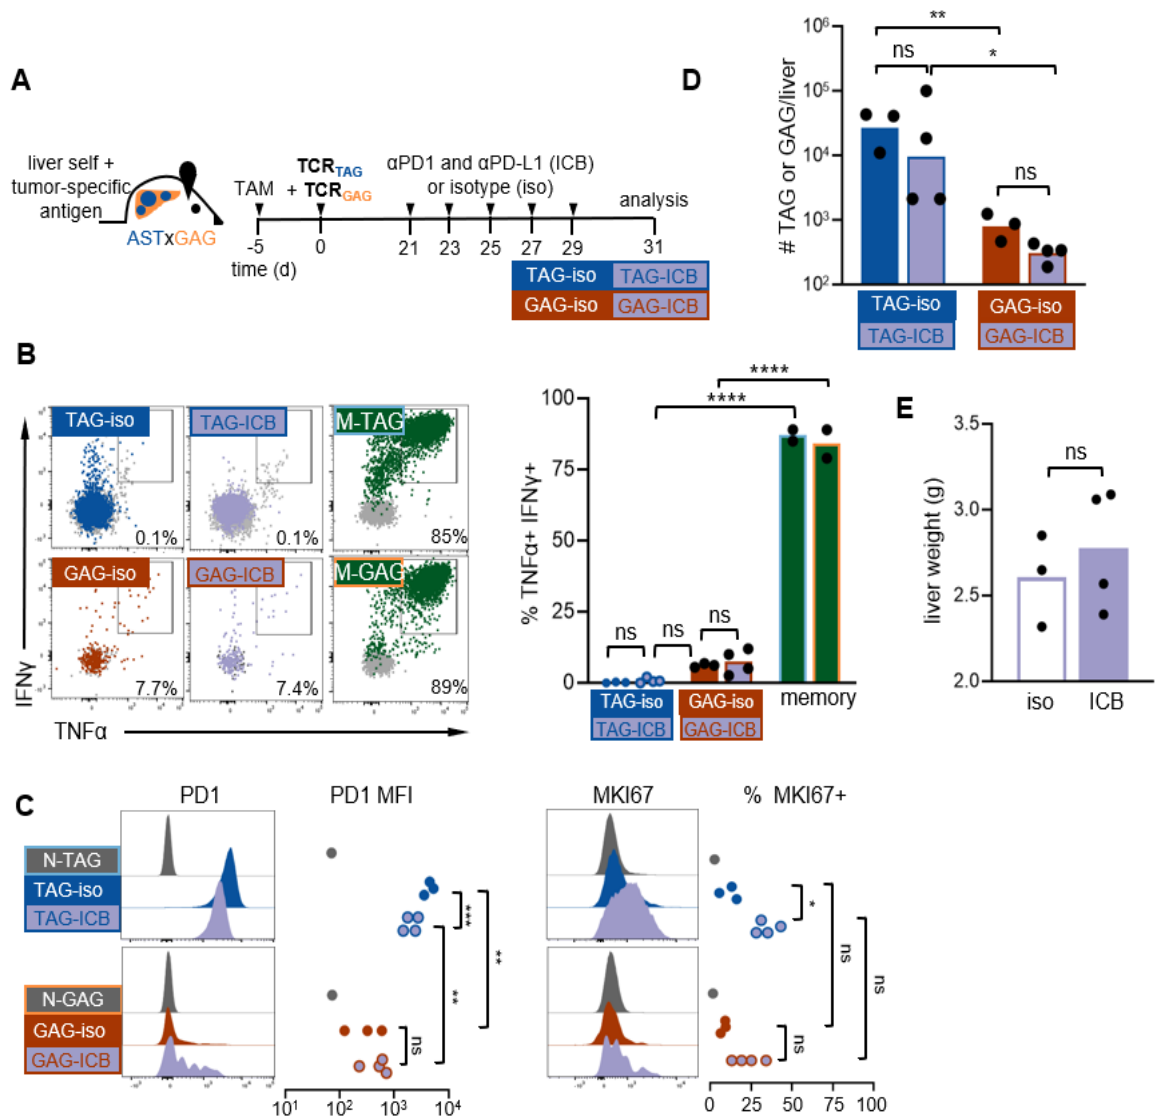 A
liver self +
tumor-specific
antigen
ASTxGAG
TAM + TCRTAG
TCRGAG
αPD1 and αPD-L1 (ICB)
or isotype (iso)
analysis
-5 0 21 23 25 27 29 31
time (d)
TAG-iso TAG-ICB
GAG-iso GAG-ICB
D
# TAG or GAG/liver
10⁶
10⁵
10⁴
10³
10²
** 
ns *
ns
TAG-iso GAG-iso
TAG-ICB GAG-ICB
B
IFNγ
TNFα
TAG-iso TAG-ICB M-TAG
0.1% 0.1% 85%
GAG-iso GAG-ICB M-GAG
7.7% 7.4% 89%
% TNFα+ IFNγ+
100
75
50
25
0
****
****
ns ns ns
TAG-iso GAG-iso memory
TAG-ICB GAG-ICB
E
liver weight (g)
3.5
3.0
2.5
2.0
ns
iso ICB
C
PD1 PD1 MFI MKI67 % MKI67+
N-TAG
TAG-iso
TAG-ICB
N-GAG
GAG-iso
GAG-ICB
***
**
**
ns
*
ns
ns
ns
10¹ 10² 10³ 10⁴
0 25 50 75 100